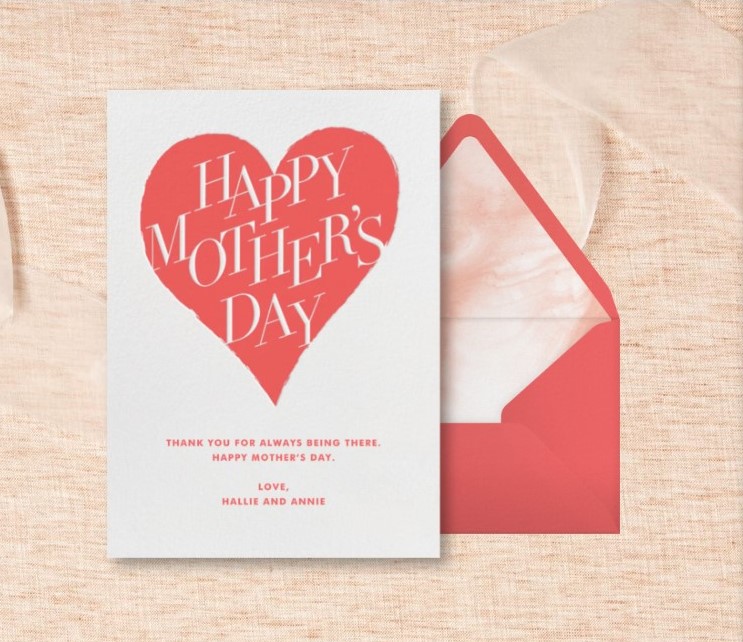 HAPPY
MOTHER'S
DAY
THANK YOU FOR ALWAYS BEING THERE.
HAPPY MOTHER'S DAY.
LOVE,
HALLIE AND ANNIE